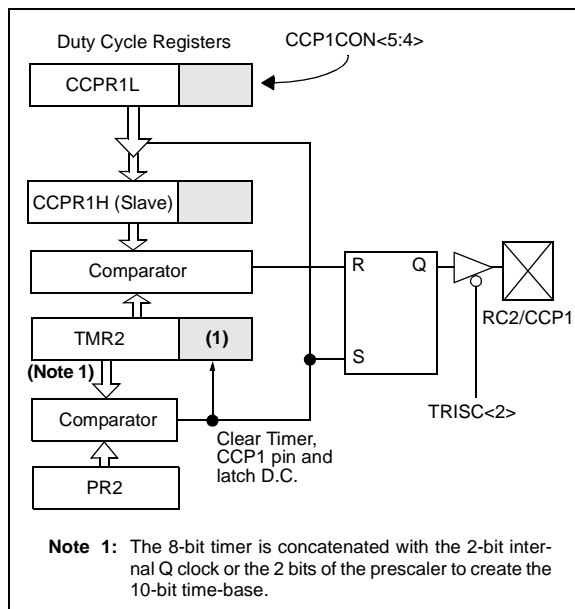 Duty Cycle Registers
CCP1CON<5:4>
CCPR1L
CCPR1H (Slave)
Comparator
R
Q
RC2/CCP1
TMR2
(1)
(Note 1)
S
TRISC<2>
Comparator
Clear Timer,
CCP1 pin and
latch D.C.
PR2
Note 1: The 8-bit timer is concatenated with the 2-bit inter-
nal Q clock or the 2 bits of the prescaler to create the
10-bit time-base.